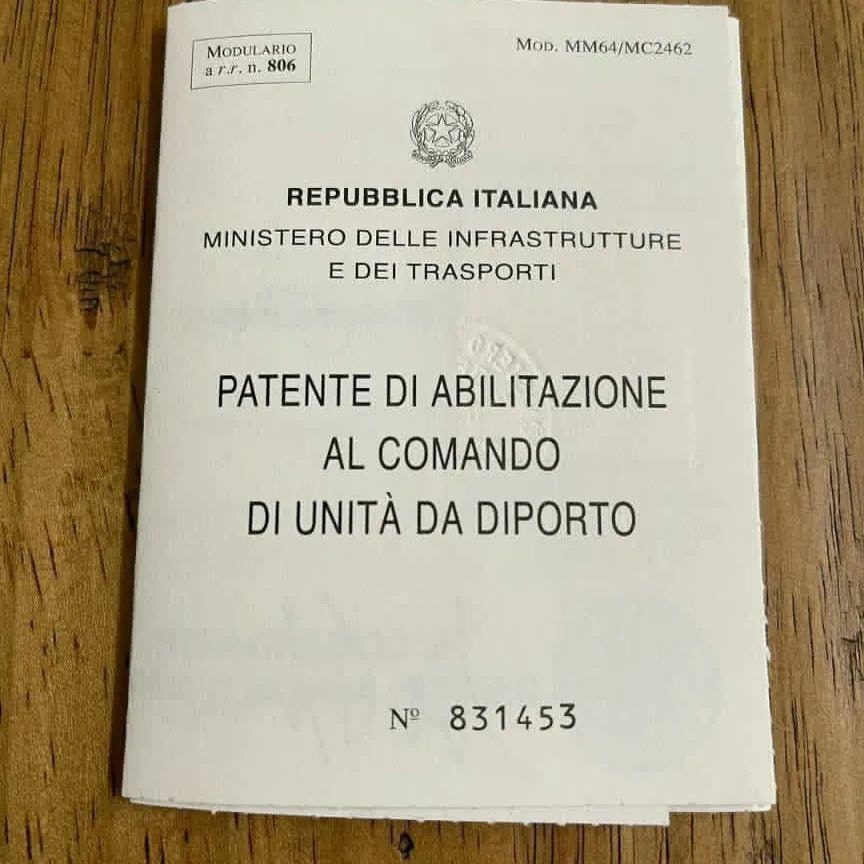 MODULARIO
a r.r. n. 806
MOD. MM64/MC2462
REPUBBLICA ITALIANA
MINISTERO DELLE INFRASTRUTTURE
E DEI TRASPORTI
PATENTE DI ABILITAZIONE
AL COMANDO
DI UNITÀ DA DIPORTO
Nº 831453